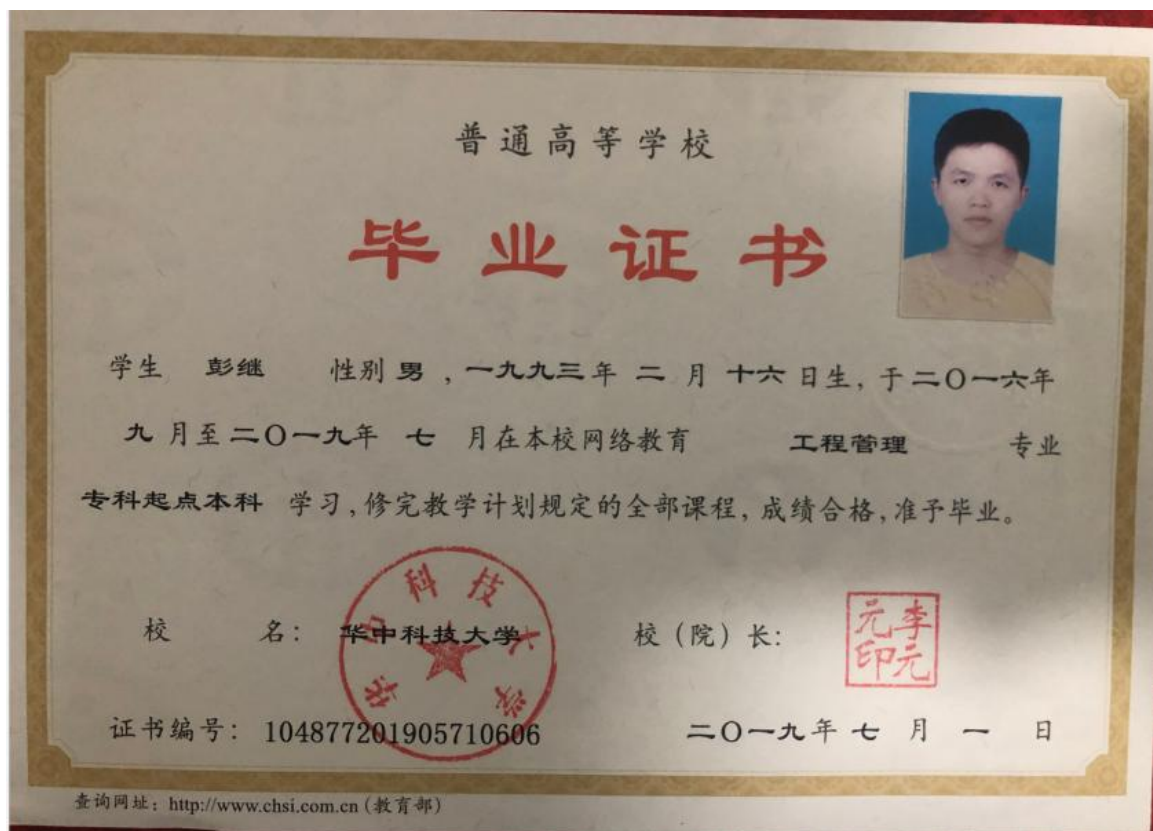 普通高等学校
毕业证书
学生 彭继 性别 男 , 一九九三年 二 月 十六 日生, 于二〇一六年
九 月至二〇一九年 七 月在本校网络教育 工程管理 专业
专科起点本科 学习, 修完教学计划规定的全部课程, 成绩合格, 准予毕业。
校 名: 华中科技大学 校(院)长:
华中科技大学
李元元印
证书编号: 104877201905710606 二〇一九年 七 月 一 日
查询网址: http://www.chsi.com.cn (教育部)